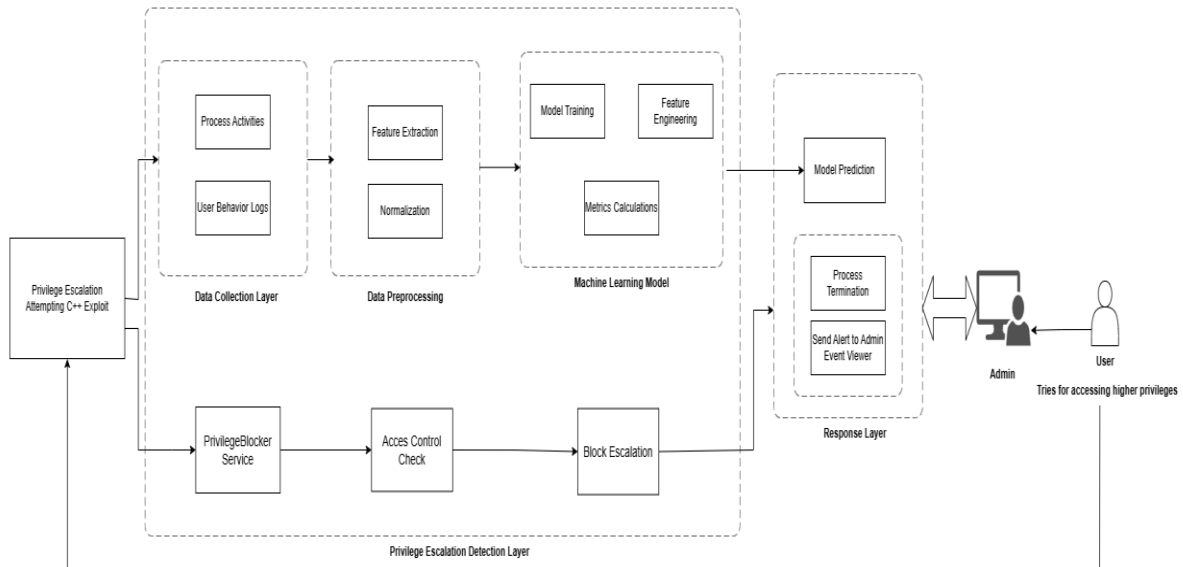 Process Activities
User Behavior Logs
Data Collection Layer
Feature Extraction
Normalization
Data Preprocessing
Model Training
Feature
Engineering
Metrics Calculations
Machine Learning Model
Model Prediction
Process
Termination
Send Alert to Admin
Event Viewer
Response Layer
Admin
User
Tries for accessing higher privileges
Privilege Escalation
Attempting C++ Exploit
PrivilegeBlocker
Service
Acces Control
Check
Block Escalation
Privilege Escalation Detection Layer